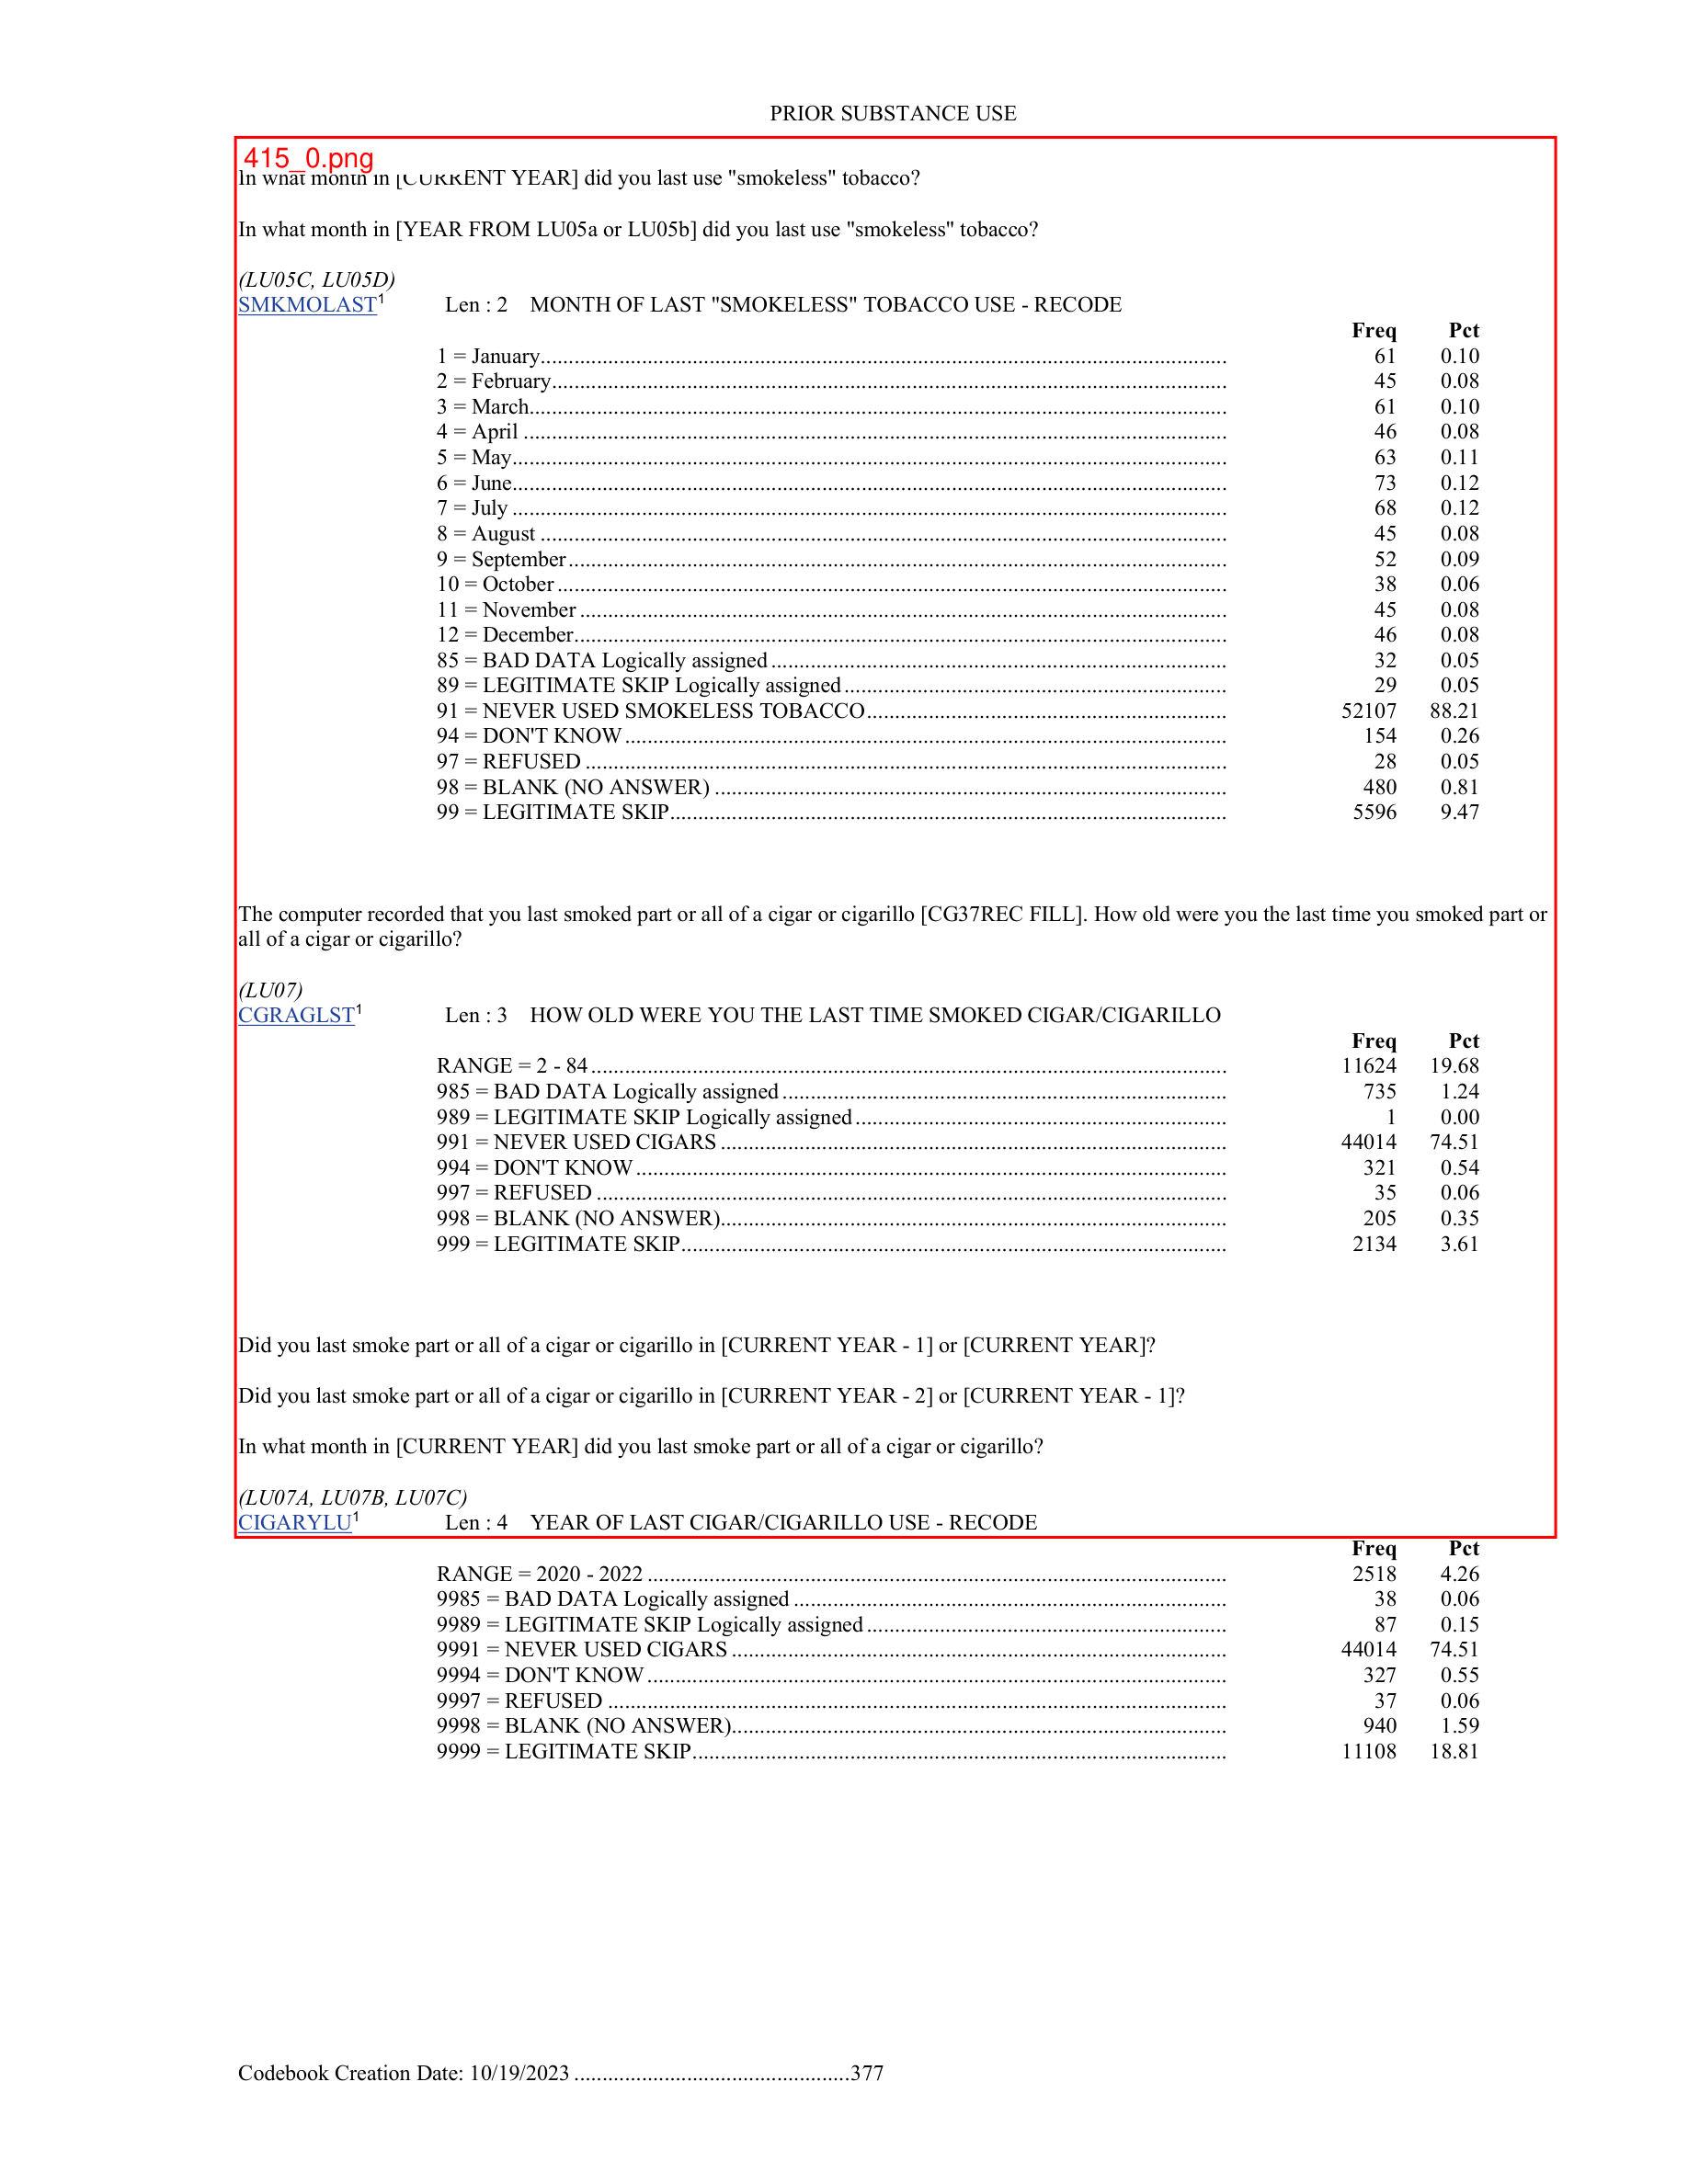 PRIOR SUBSTANCE USE
415_0.png
In what month in [CURRENT YEAR] did you last use "smokeless" tobacco?
In what month in [YEAR FROM LU05a or LU05b] did you last use "smokeless" tobacco?
(LU05C, LU05D)
SMKMOLAST1 Len : 2 MONTH OF LAST "SMOKELESS" TOBACCO USE - RECODE
Freq Pct
1 = January 61 0.10
2 = February 45 0.08
3 = March 61 0.10
4 = April 46 0.08
5 = May 63 0.11
6 = June 73 0.12
7 = July 68 0.12
8 = August 45 0.08
9 = September 52 0.09
10 = October 38 0.06
11 = November 45 0.08
12 = December 46 0.08
85 = BAD DATA Logically assigned 32 0.05
89 = LEGITIMATE SKIP Logically assigned 29 0.05
91 = NEVER USED SMOKELESS TOBACCO 52107 88.21
94 = DON'T KNOW 154 0.26
97 = REFUSED 28 0.05
98 = BLANK (NO ANSWER) 480 0.81
99 = LEGITIMATE SKIP 5596 9.47
The computer recorded that you last smoked part or all of a cigar or cigarillo [CG37REC FILL]. How old were you the last time you smoked part or
all of a cigar or cigarillo?
(LU07)
CGRAGLST1 Len : 3 HOW OLD WERE YOU THE LAST TIME SMOKED CIGAR/CIGARILLO
Freq Pct
RANGE = 2 - 84 11624 19.68
985 = BAD DATA Logically assigned 735 1.24
989 = LEGITIMATE SKIP Logically assigned 1 0.00
991 = NEVER USED CIGARS 44014 74.51
994 = DON'T KNOW 321 0.54
997 = REFUSED 35 0.06
998 = BLANK (NO ANSWER) 205 0.35
999 = LEGITIMATE SKIP 2134 3.61
Did you last smoke part or all of a cigar or cigarillo in [CURRENT YEAR - 1] or [CURRENT YEAR]?
Did you last smoke part or all of a cigar or cigarillo in [CURRENT YEAR - 2] or [CURRENT YEAR - 1]?
In what month in [CURRENT YEAR] did you last smoke part or all of a cigar or cigarillo?
(LU07A, LU07B, LU07C)
CIGARYLU1 Len : 4 YEAR OF LAST CIGAR/CIGARILLO USE - RECODE
Freq Pct
RANGE = 2020 - 2022 2518 4.26
9985 = BAD DATA Logically assigned 38 0.06
9989 = LEGITIMATE SKIP Logically assigned 87 0.15
9991 = NEVER USED CIGARS 44014 74.51
9994 = DON'T KNOW 327 0.55
9997 = REFUSED 37 0.06
9998 = BLANK (NO ANSWER) 940 1.59
9999 = LEGITIMATE SKIP 11108 18.81
Codebook Creation Date: 10/19/2023 377